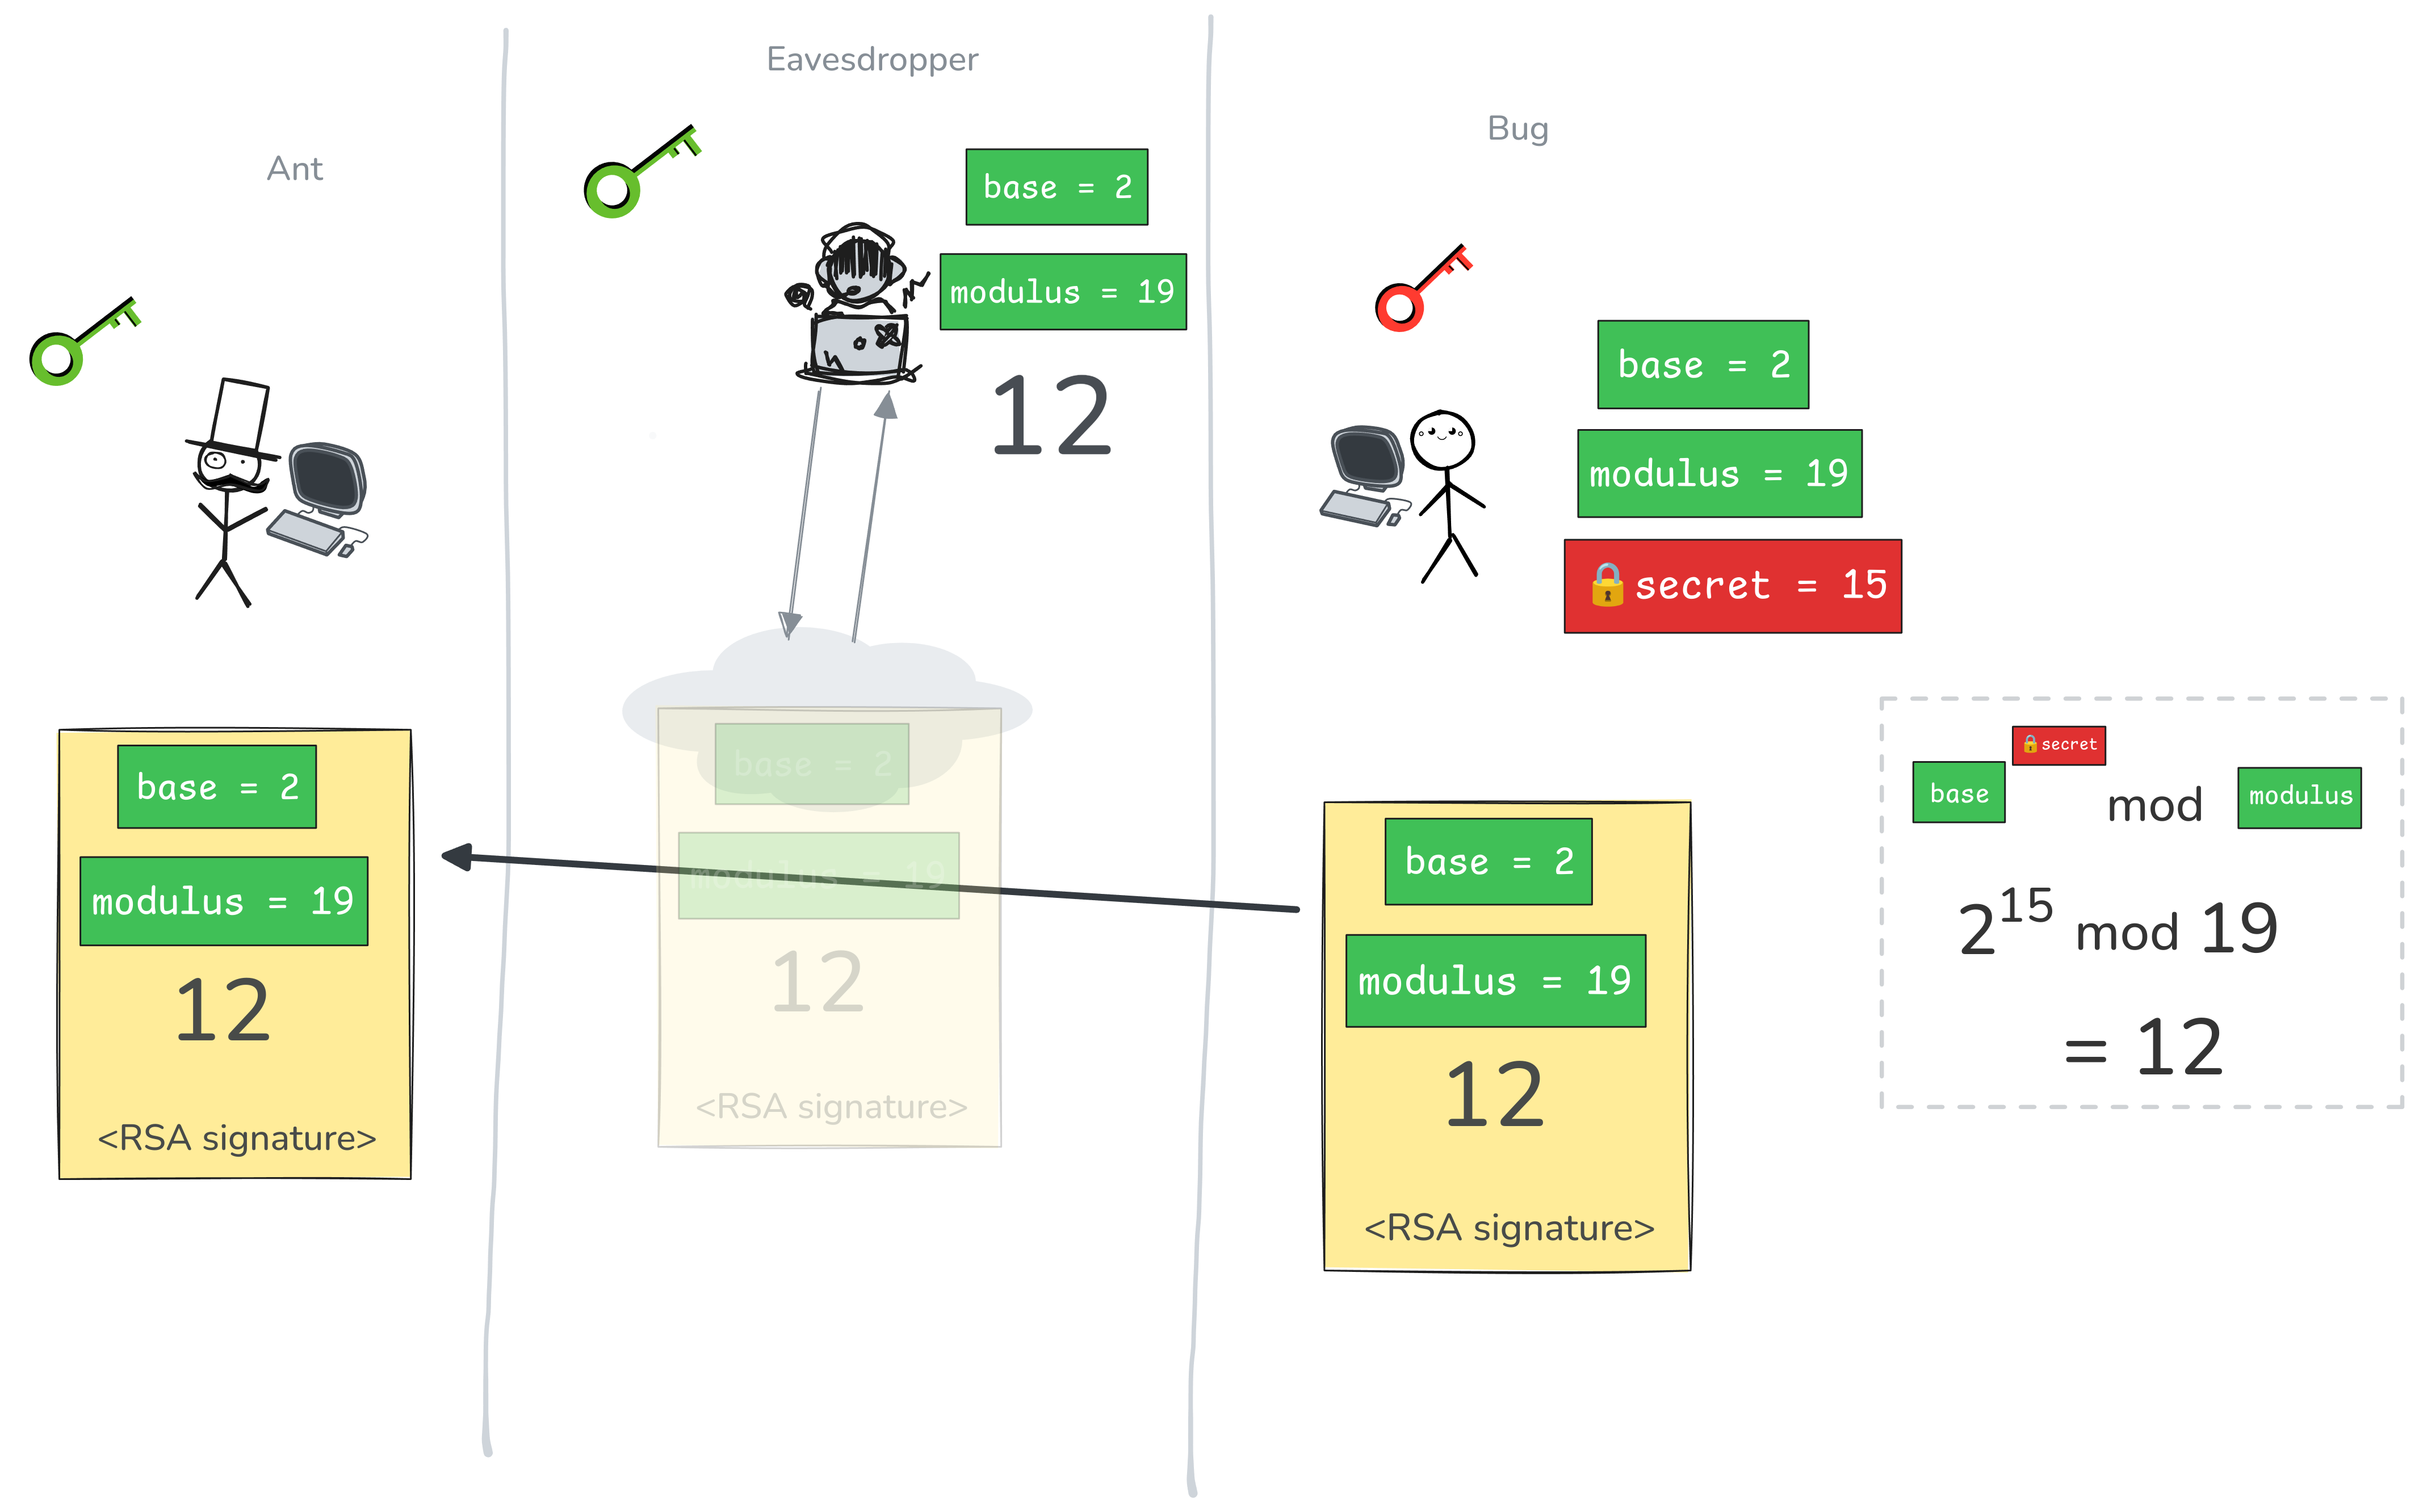 Eavesdropper
Ant
base = 2
modulus = 19
12
base = 2
modulus = 19
12
<RSA signature>
base = 2
modulus = 19
12
<RSA signature>
Bug
base = 2
modulus = 19
🔒secret = 15
base = 2
modulus = 19
12
<RSA signature>
base 🔒secret mod modulus
2^15 mod 19
= 12